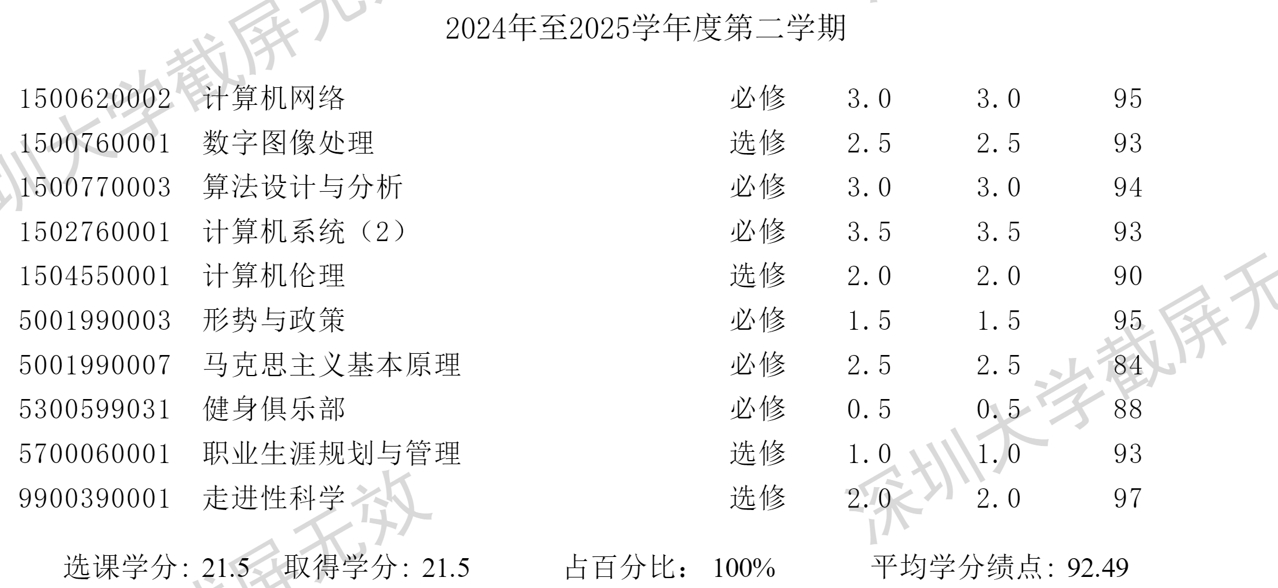 2024年至2025学年度第二学期
1500620002 计算机网络 必修 3.0 3.0 95
1500760001 数字图像处理 选修 2.5 2.5 93
1500770003 算法设计与分析 必修 3.0 3.0 94
1502760001 计算机系统（2） 必修 3.5 3.5 93
1504550001 计算机伦理 选修 2.0 2.0 90
5001990003 形势与政策 必修 1.5 1.5 95
5001990007 马克思主义基本原理 必修 2.5 2.5 84
5300599031 健身俱乐部 必修 0.5 0.5 88
5700060001 职业生涯规划与管理 选修 1.0 1.0 93
9900390001 走进性科学 选修 2.0 2.0 97
选课学分：21.5 取得学分：21.5 占百分比：100% 平均学分绩点：92.49
深圳大学截屏无
深圳大学截屏无
屏无效